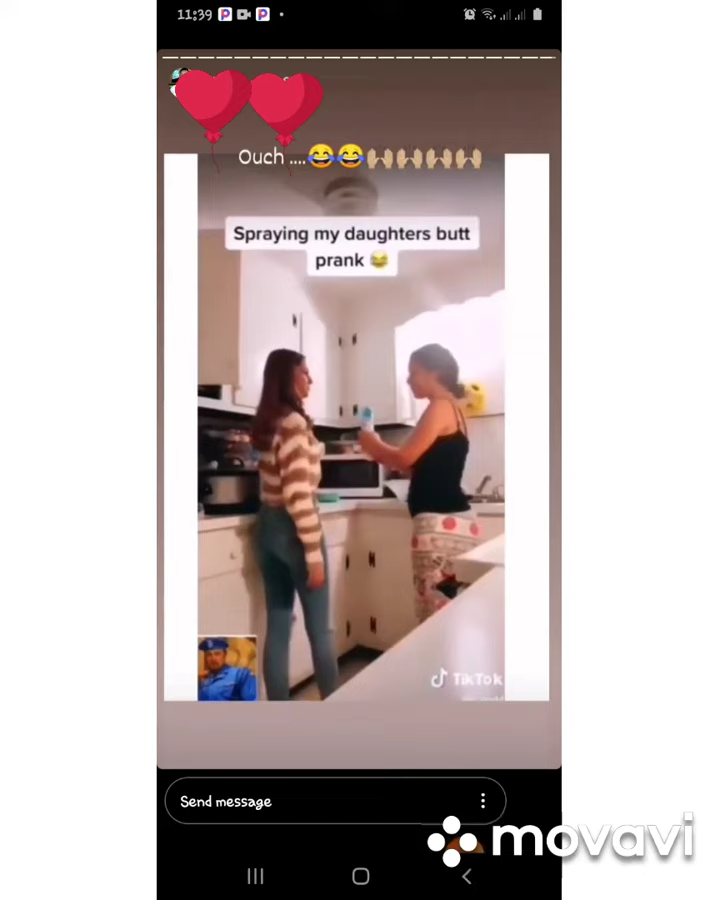 11:39
Ouch ....😂😂🙌🏼🙌🏼🙌🏼🙌🏼
Spraying my daughters butt
prank 😂
TikTok
Send message
movavi